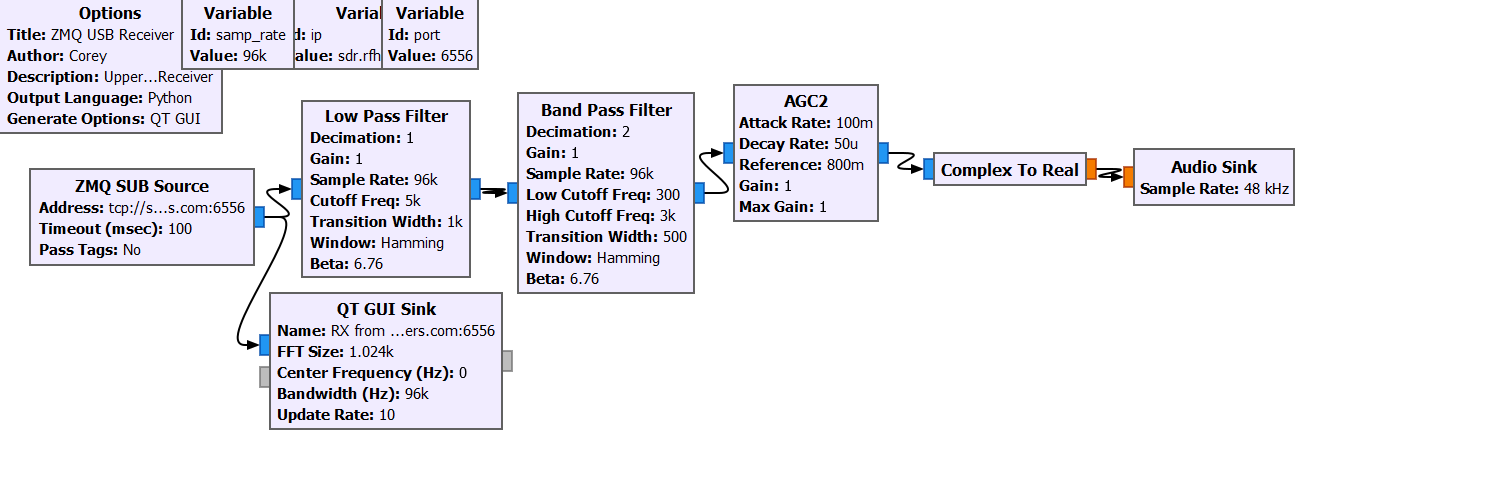 Options
Title: ZMQ USB Receiver
Author: Corey
Description: Upper...Receiver
Output Language: Python
Generate Options: QT GUI
Variable
Id: samp_rate
Value: 96k
Varial
d: ip
alue: sdr.rfh
Variable
Id: port
Value: 6556
ZMQ SUB Source
Address: tcp://s...s.com:6556
Timeout (msec): 100
Pass Tags: No
Low Pass Filter
Decimation: 1
Gain: 1
Sample Rate: 96k
Cutoff Freq: 5k
Transition Width: 1k
Window: Hamming
Beta: 6.76
QT GUI Sink
Name: RX from ...ers.com:6556
FFT Size: 1.024k
Center Frequency (Hz): 0
Bandwidth (Hz): 96k
Update Rate: 10
Band Pass Filter
Decimation: 2
Gain: 1
Sample Rate: 96k
Low Cutoff Freq: 300
High Cutoff Freq: 3k
Transition Width: 500
Window: Hamming
Beta: 6.76
AGC2
Attack Rate: 100m
Decay Rate: 50u
Reference: 800m
Gain: 1
Max Gain: 1
Complex To Real
Audio Sink
Sample Rate: 48 kHz